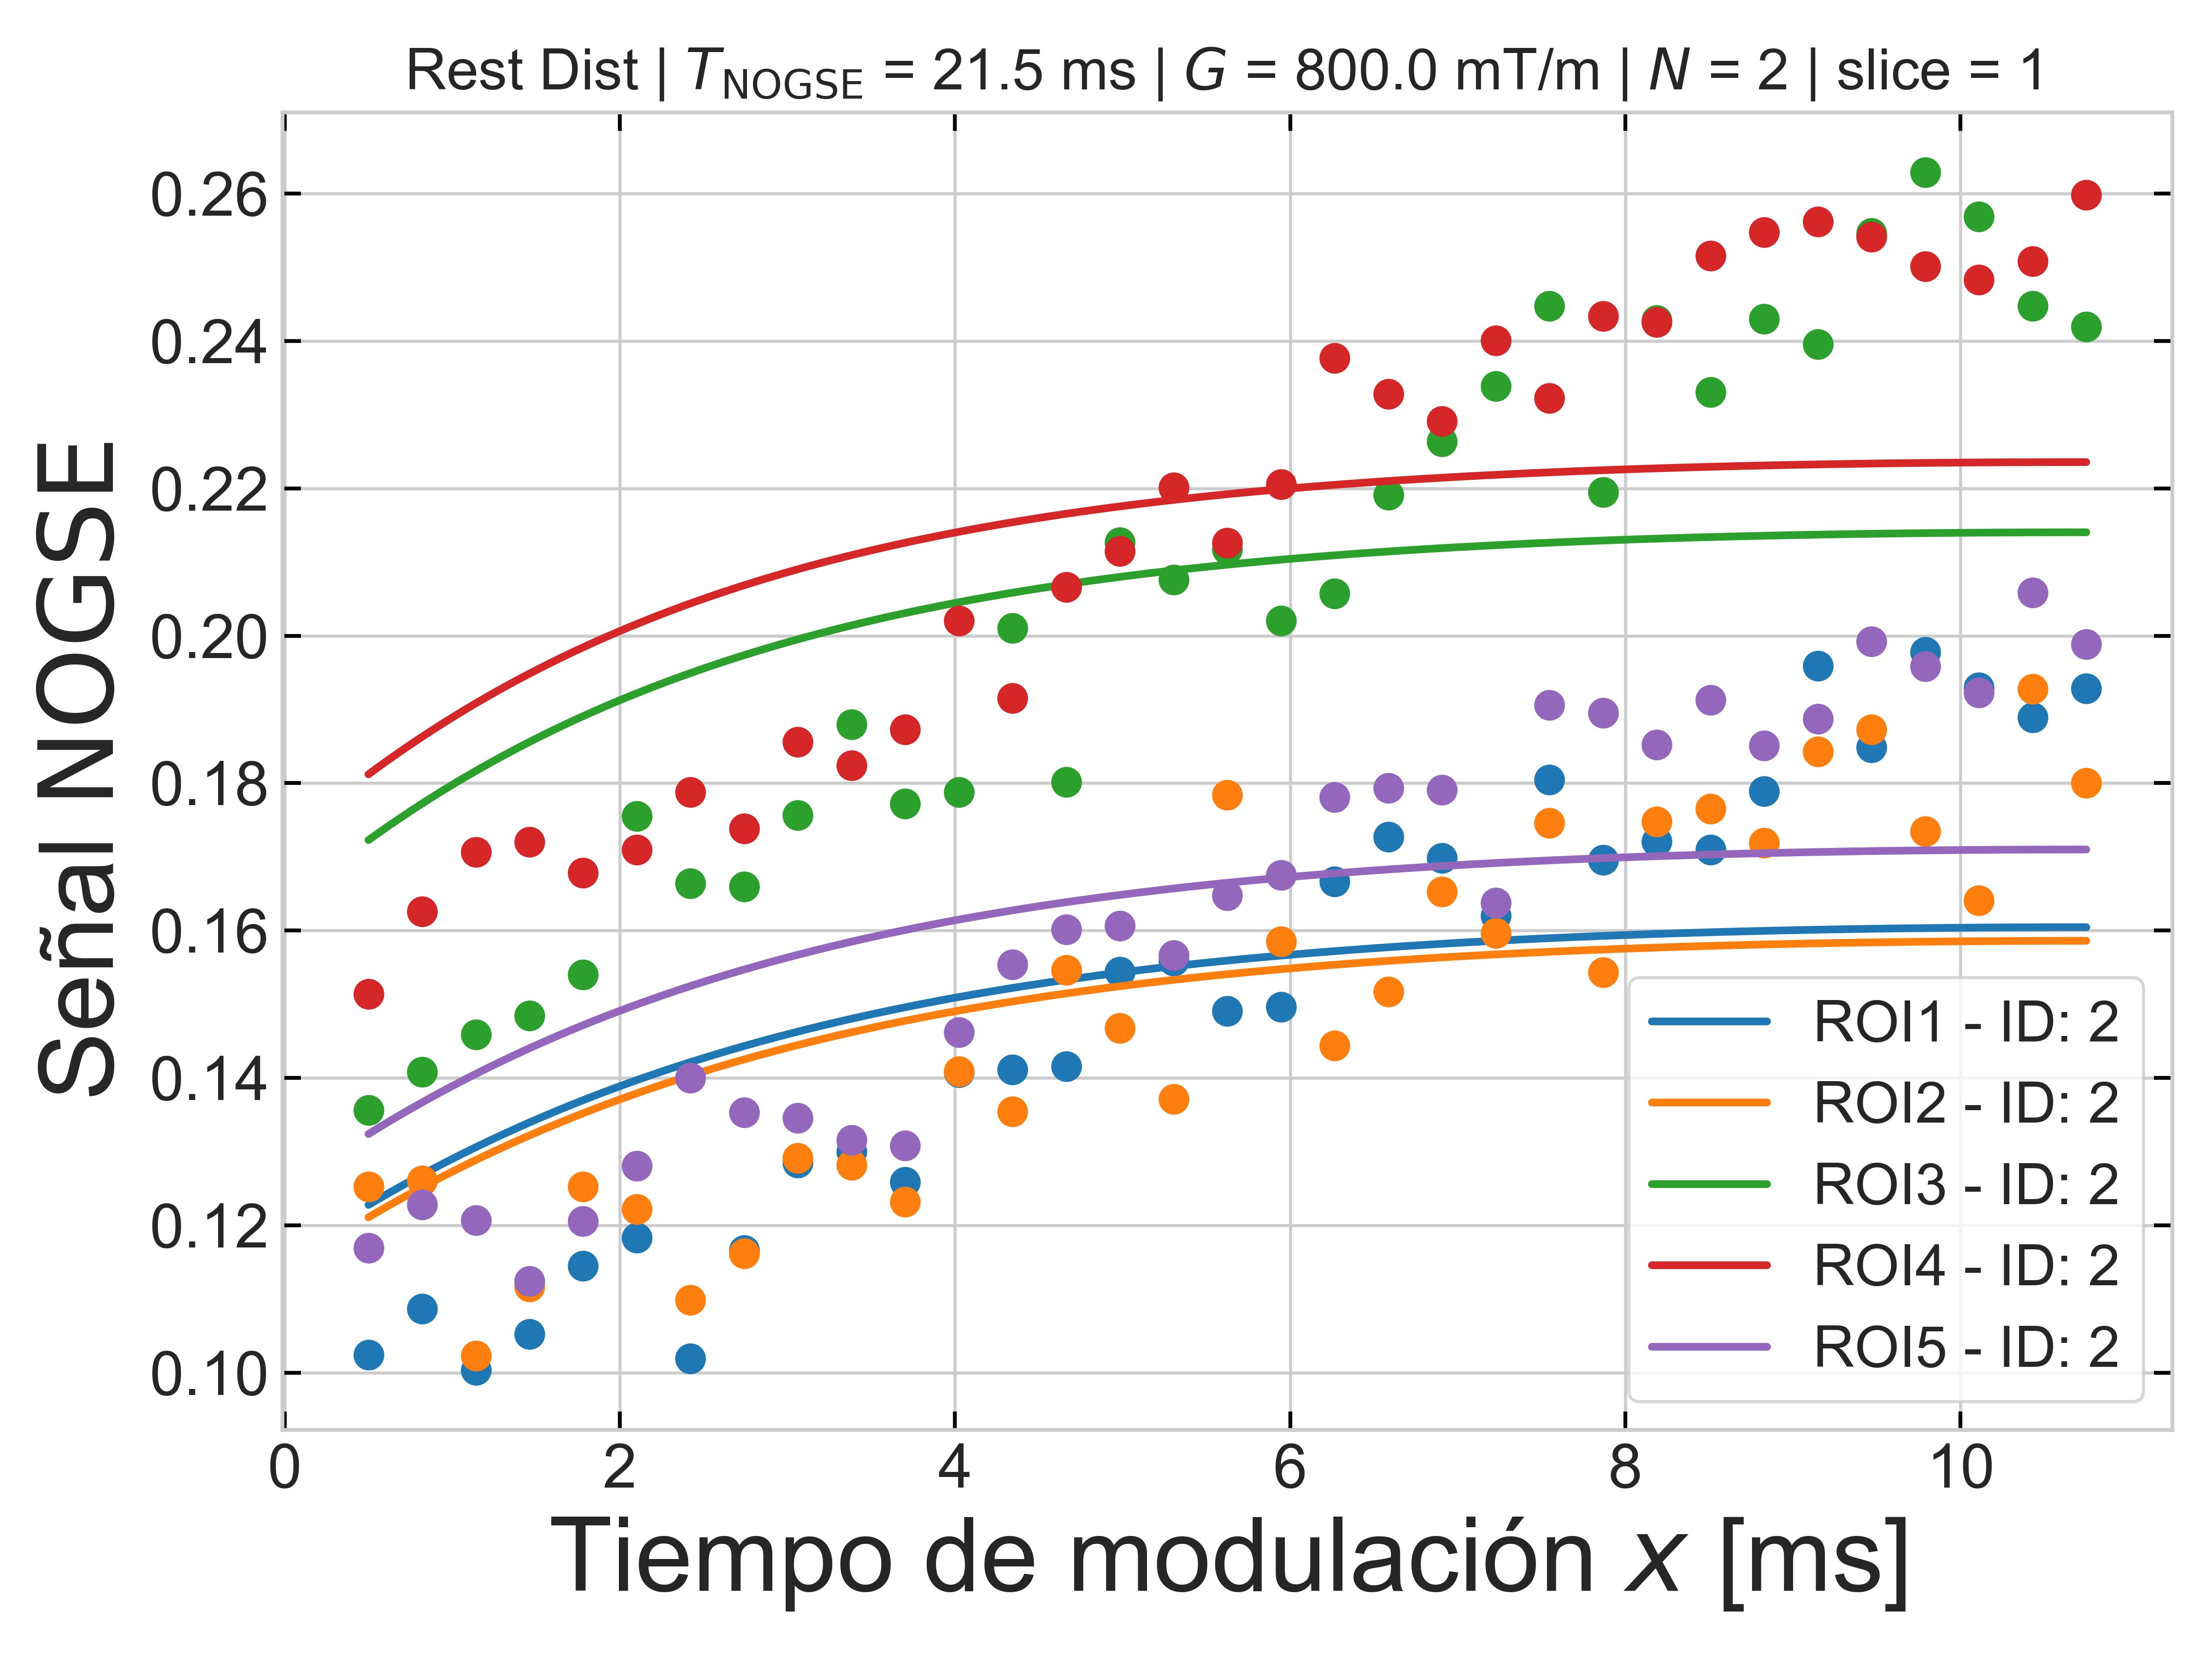 Rest Dist | T_NOGSE = 21.5 ms | G = 800.0 mT/m | N = 2 | slice = 1
0.26
0.24
0.22
0.20
0.18
0.16
0.14
0.12
0.10
Señal NOGSE
ROI1 - ID: 2
ROI2 - ID: 2
ROI3 - ID: 2
ROI4 - ID: 2
ROI5 - ID: 2
0 2 4 6 8 10
Tiempo de modulación x [ms]